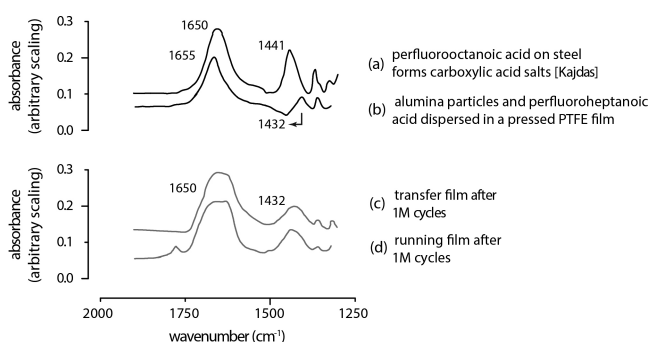 absorbance
(arbitrary scaling)
0.3
0.2
0.1
0.0
1650
1655
1441
1432
(a) perfluorooctanoic acid on steel
forms carboxylic acid salts [Kajdas]
(b) alumina particles and perfluoroheptanoic
acid dispersed in a pressed PTFE film
absorbance
(arbitrary scaling)
0.3
0.2
0.1
0.0
1650
1432
(c) transfer film after
1M cycles
(d) running film after
1M cycles
2000 1750 1500 1250
wavenumber (cm⁻¹)